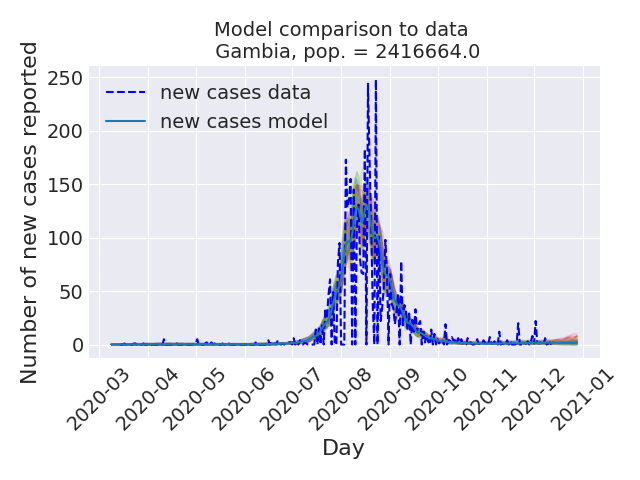 Model comparison to data
Gambia, pop. = 2416664.0
Number of new cases reported
250
200
150
100
50
0
new cases data
new cases model
2020-03
2020-04
2020-05
2020-06
2020-07
2020-08
2020-09
2020-10
2020-11
2020-12
2021-01
Day